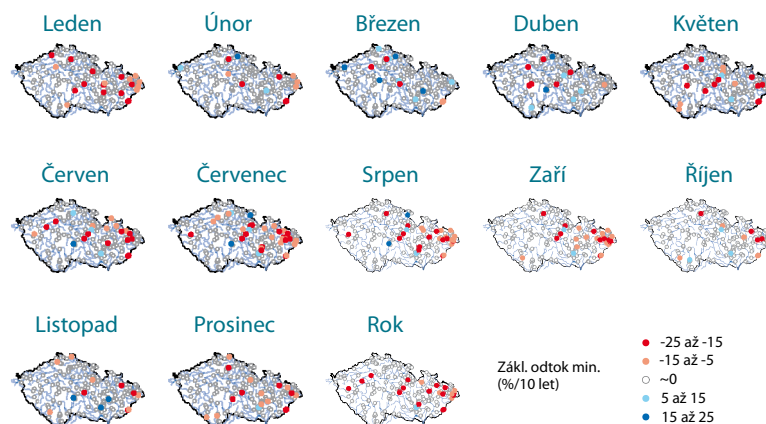 Leden
Únor
Březen
Duben
Květen
Červen
Červenec
Srpen
Zaří
Říjen
Listopad
Prosinec
Rok
Zákl. odtok min.
(%/10 let)
-25 až -15
-15 až -5
~0
5 až 15
15 až 25